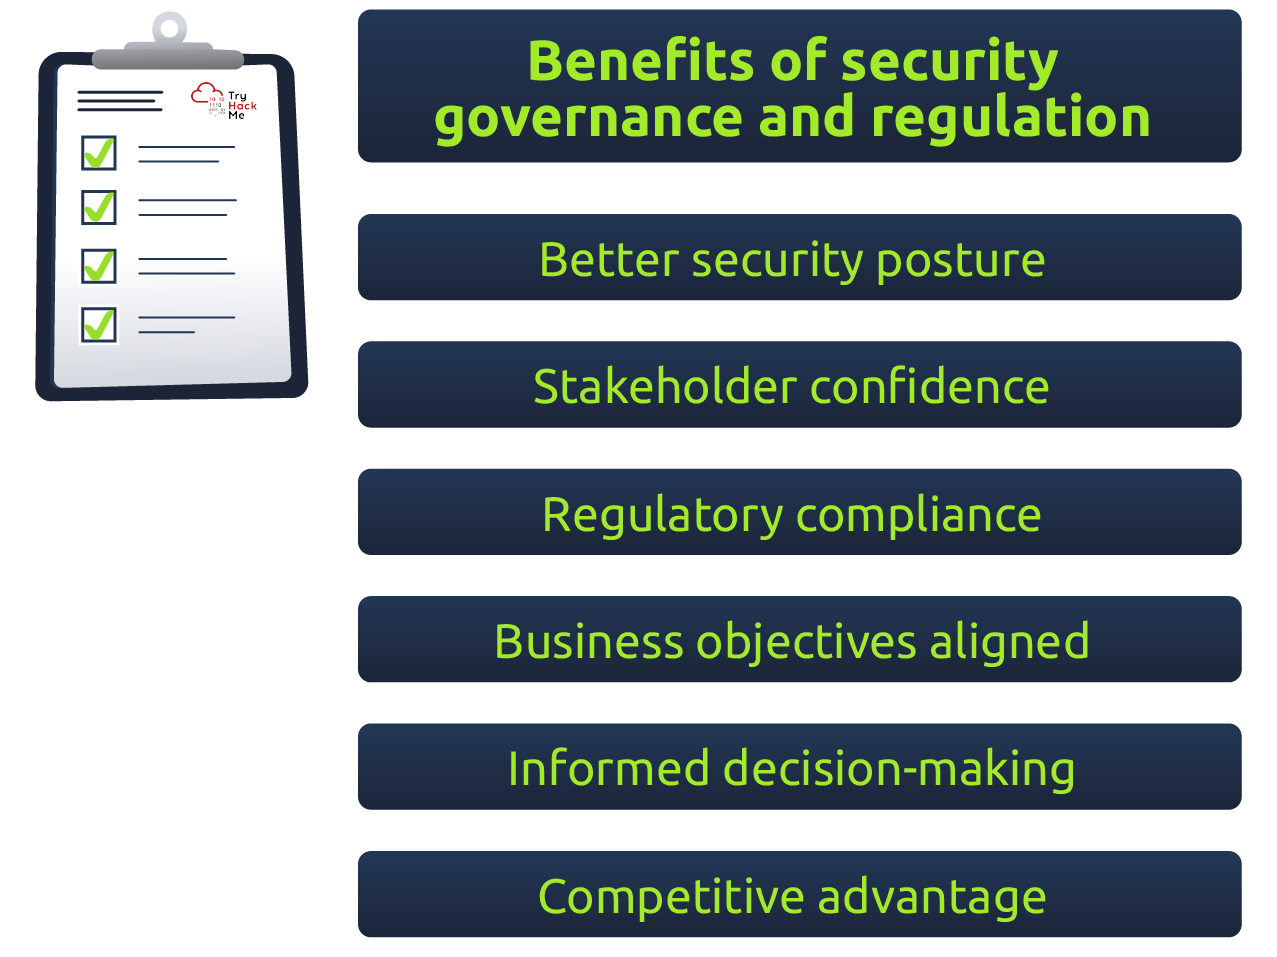 Try
Hack
Me
Benefits of security
governance and regulation
Better security posture
Stakeholder confidence
Regulatory compliance
Business objectives aligned
Informed decision-making
Competitive advantage